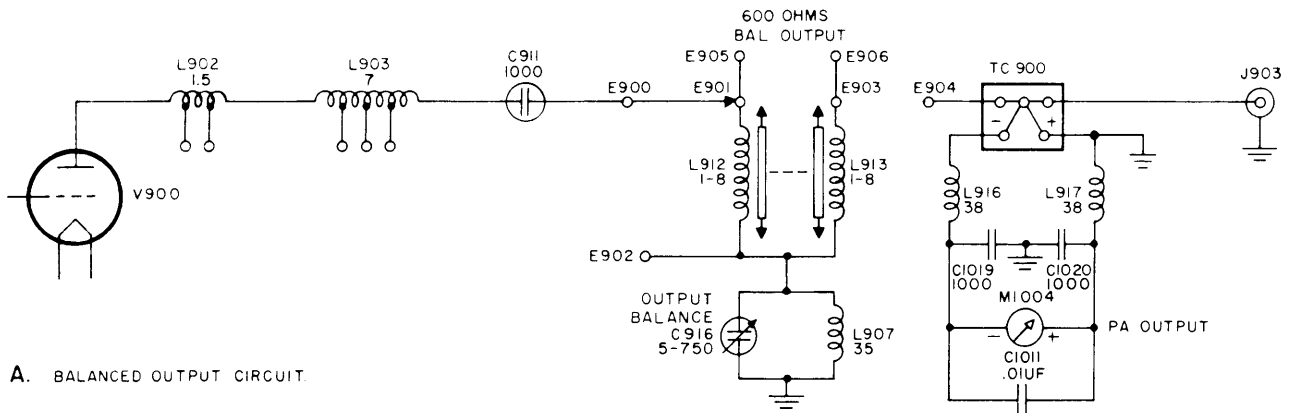 600 OHMS
BAL OUTPUT
L902
1.5
L903
7
C911
1000
E900
E905
E901
E906
E903
E904
TC 900
- +
J903
V900
L912
1-8
L913
1-8
L916
38
L917
38
E902
C1019
1000
C1020
1000
OUTPUT
BALANCE
C916
5-750
L907
35
M1004
- +
PA OUTPUT
C1011
.01UF
A. BALANCED OUTPUT CIRCUIT.